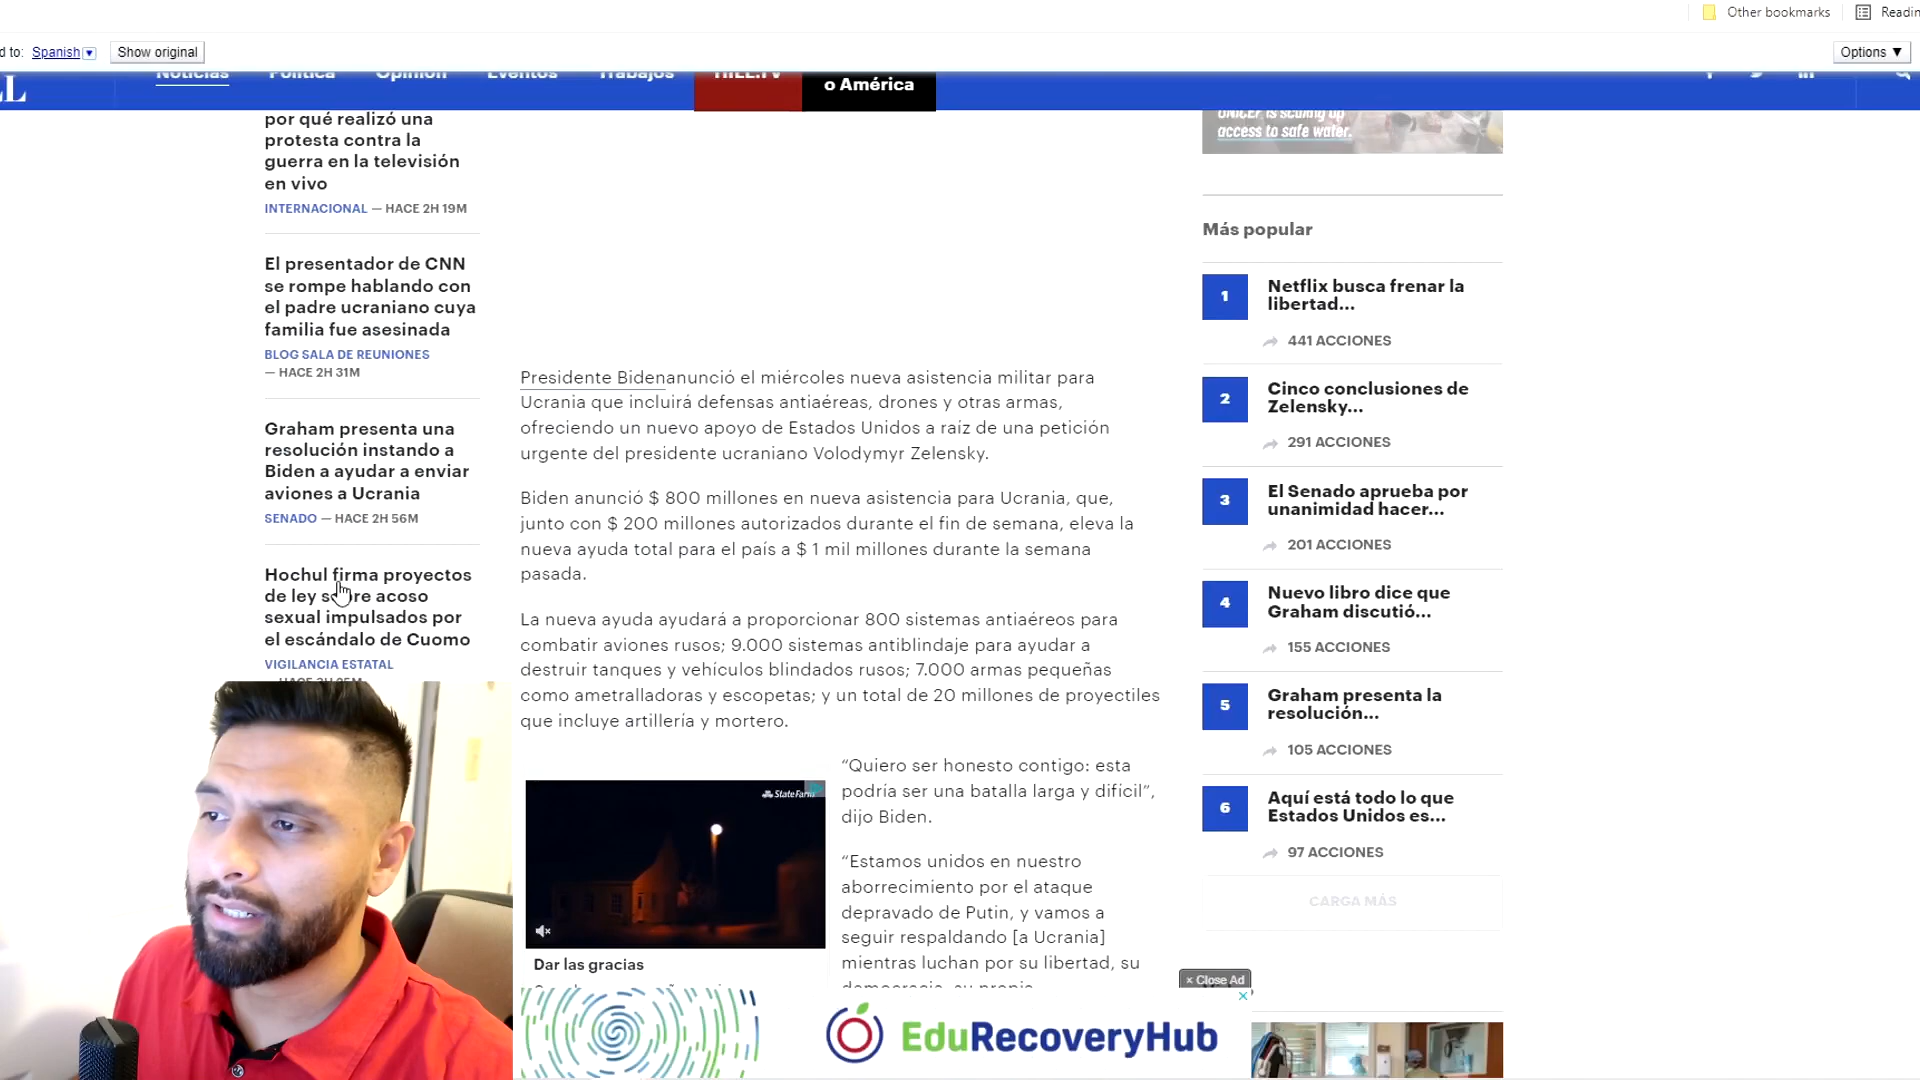 Other bookmarks
d to: Spanish Show original
Options ▼
Noticias Política Opinión Eventos Trabajos HILL.TV
o América
por qué realizó una
protesta contra la
guerra en la televisión
en vivo
INTERNACIONAL — HACE 2H 19M
El presentador de CNN
se rompe hablando con
el padre ucraniano cuya
familia fue asesinada
BLOG SALA DE REUNIONES
— HACE 2H 31M
Graham presenta una
resolución instando a
Biden a ayudar a enviar
aviones a Ucrania
SENADO — HACE 2H 56M
Hochul firma proyectos
de ley sobre acoso
sexual impulsados por
el escándalo de Cuomo
VIGILANCIA ESTATAL
Presidente Bidenanunció el miércoles nueva asistencia militar para
Ucrania que incluirá defensas antiaéreas, drones y otras armas,
ofreciendo un nuevo apoyo de Estados Unidos a raíz de una petición
urgente del presidente ucraniano Volodymyr Zelensky.
Biden anunció $ 800 millones en nueva asistencia para Ucrania, que,
junto con $ 200 millones autorizados durante el fin de semana, eleva la
nueva ayuda total para el país a $ 1 mil millones durante la semana
pasada.
La nueva ayuda ayudará a proporcionar 800 sistemas antiaéreos para
combatir aviones rusos; 9.000 sistemas antiblindaje para ayudar a
destruir tanques y vehículos blindados rusos; 7.000 armas pequeñas
como ametralladoras y escopetas; y un total de 20 millones de proyectiles
que incluye artillería y mortero.
“Quiero ser honesto contigo: esta
podría ser una batalla larga y difícil”,
dijo Biden.
“Estamos unidos en nuestro
aborrecimiento por el ataque
depravado de Putin, y vamos a
seguir respaldando [a Ucrania]
mientras luchan por su libertad, su
democracia, su propia
StateFarm
Dar las gracias
UNICEF is scaling up
access to safe water.
Más popular
1 Netflix busca frenar la
libertad...
441 ACCIONES
2 Cinco conclusiones de
Zelensky...
291 ACCIONES
3 El Senado aprueba por
unanimidad hacer...
201 ACCIONES
4 Nuevo libro dice que
Graham discutió...
155 ACCIONES
5 Graham presenta la
resolución...
105 ACCIONES
6 Aquí está todo lo que
Estados Unidos es...
97 ACCIONES
CARGA MÁS
× Close Ad
EduRecoveryHub